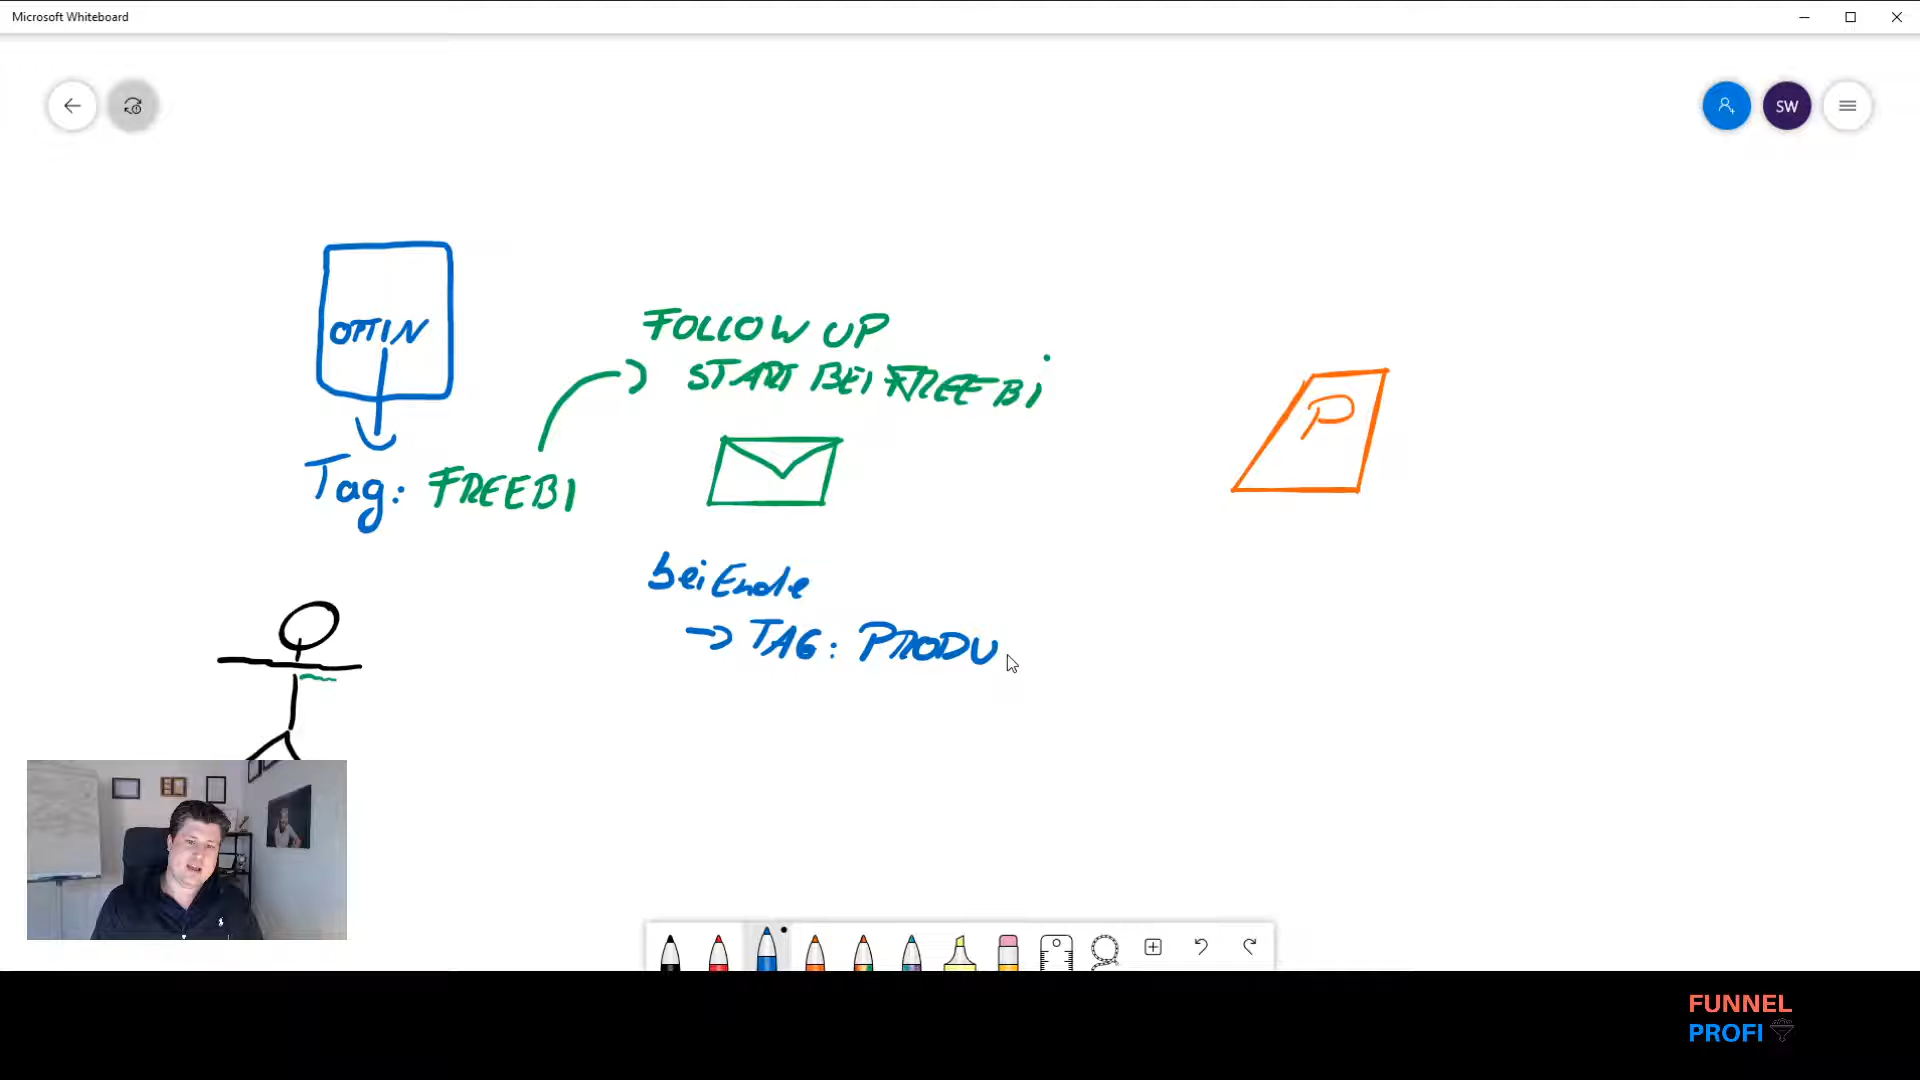 Microsoft Whiteboard
SW
OPTIN
FOLLOW UP
START BEI FREEBI
Tag: FREEBI
P
bei Ende
→ TAG: PRODU
FUNNEL
PROFI